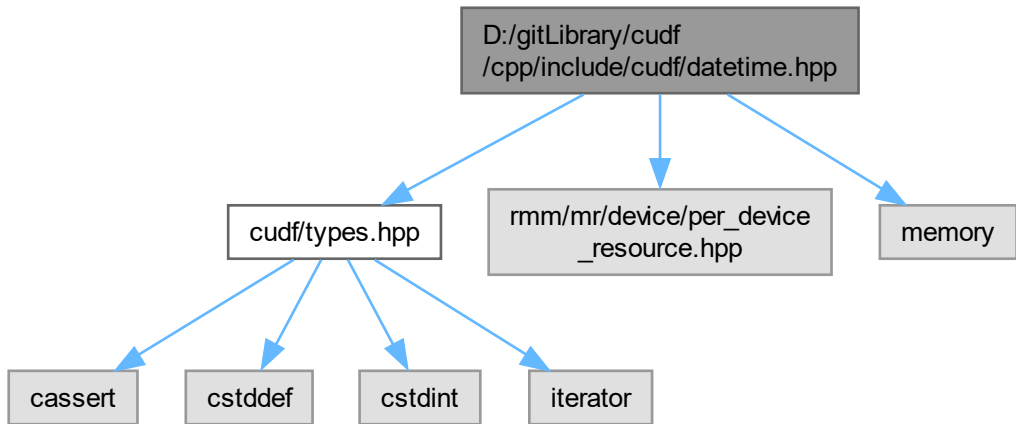 D:/gitLibrary/cudf
/cpp/include/cudf/datetime.hpp
cudf/types.hpp
rmm/mr/device/per_device
_resource.hpp
memory
cassert
cstddef
cstdint
iterator